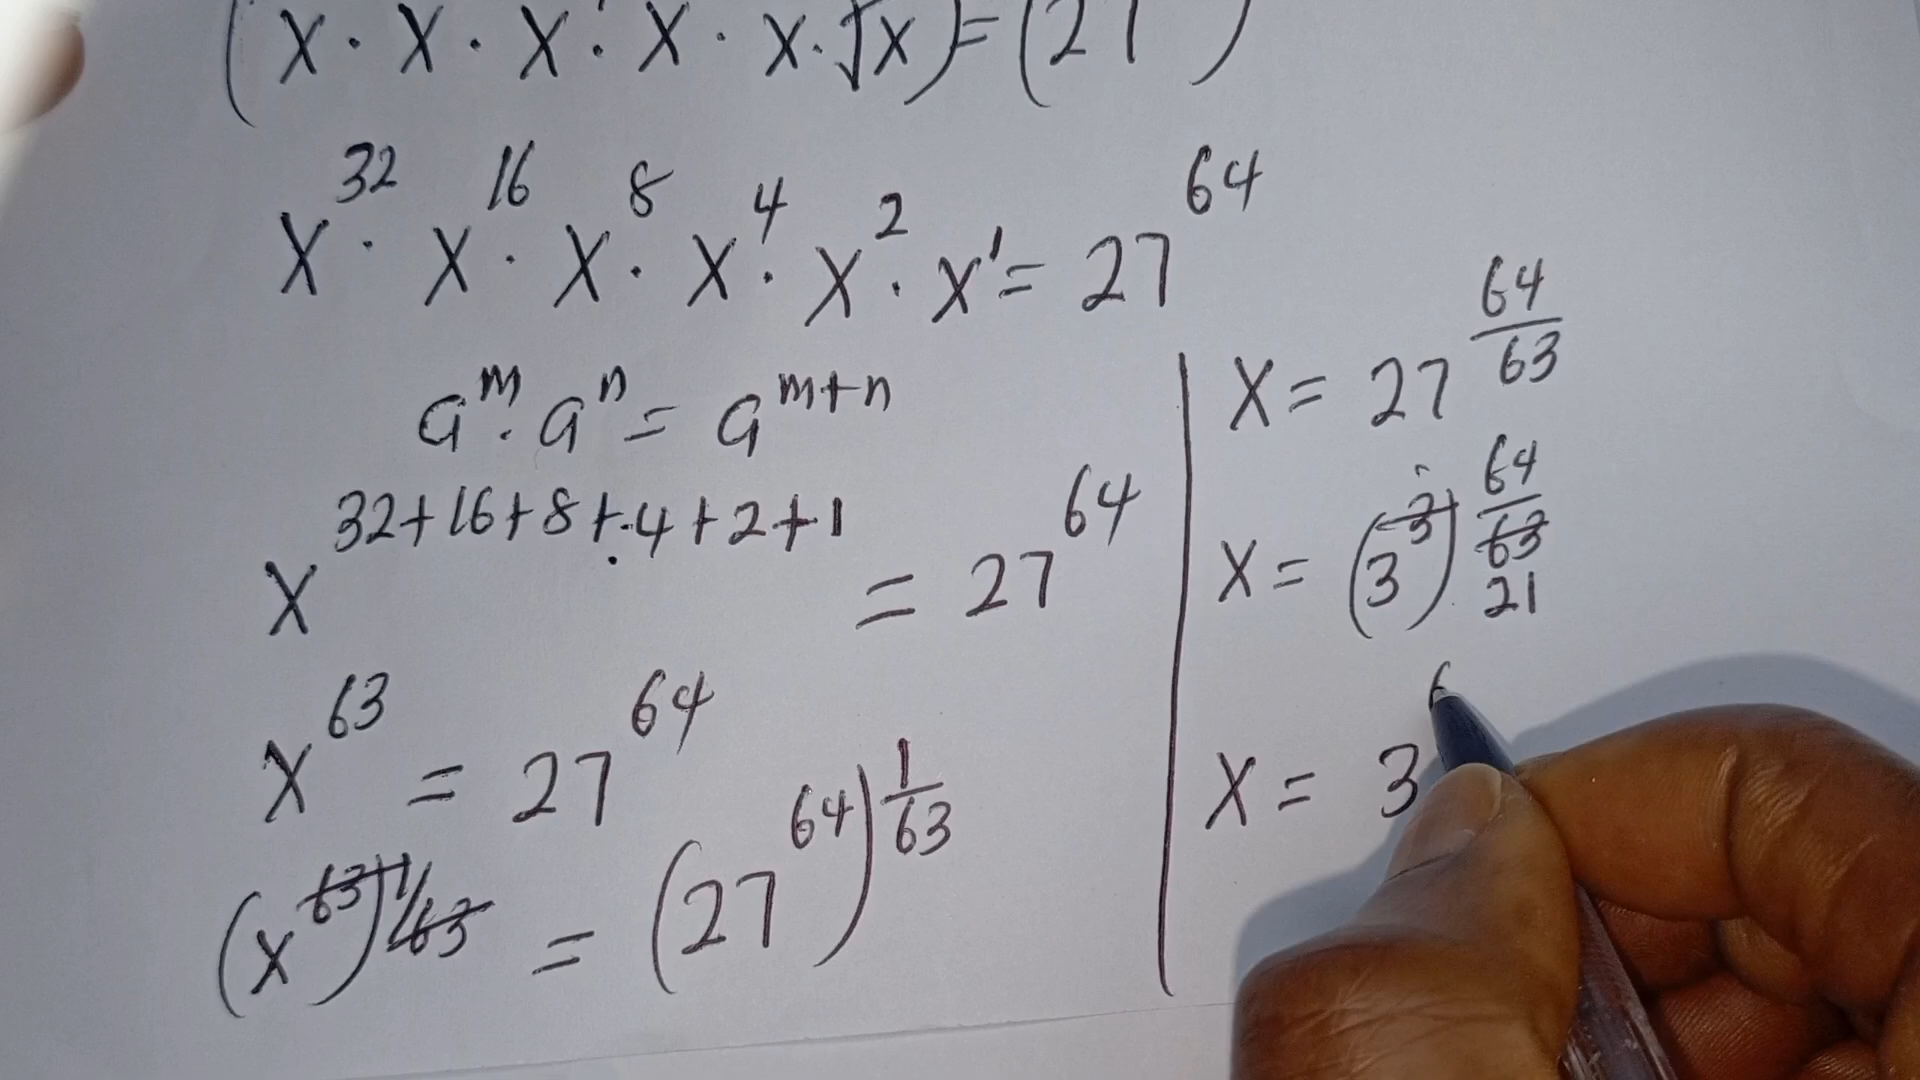 (x · x · x · x · x · √x) = (27)
x^32 · x^16 · x^8 · x^4 · x^2 · x^1 = 27^64
a^m · a^n = a^(m+n)
x^(32+16+8+4+2+1) = 27^64
x^63 = 27^64
(x^63)^(1/63) = (27^64)^(1/63)
x = 27^(64/63)
x = (3^3)^(64/63) 21
x = 3^6